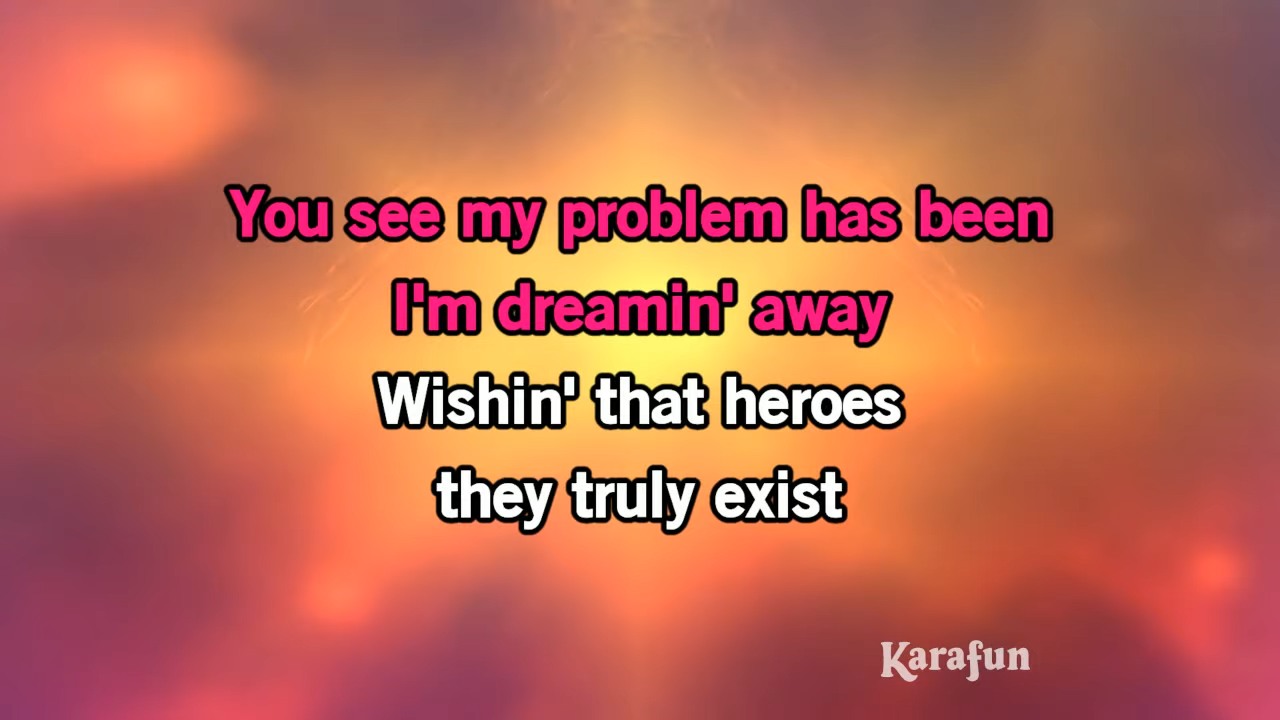 You see my problem has been
I'm dreamin' away
Wishin' that heroes
they truly exist
Karafun